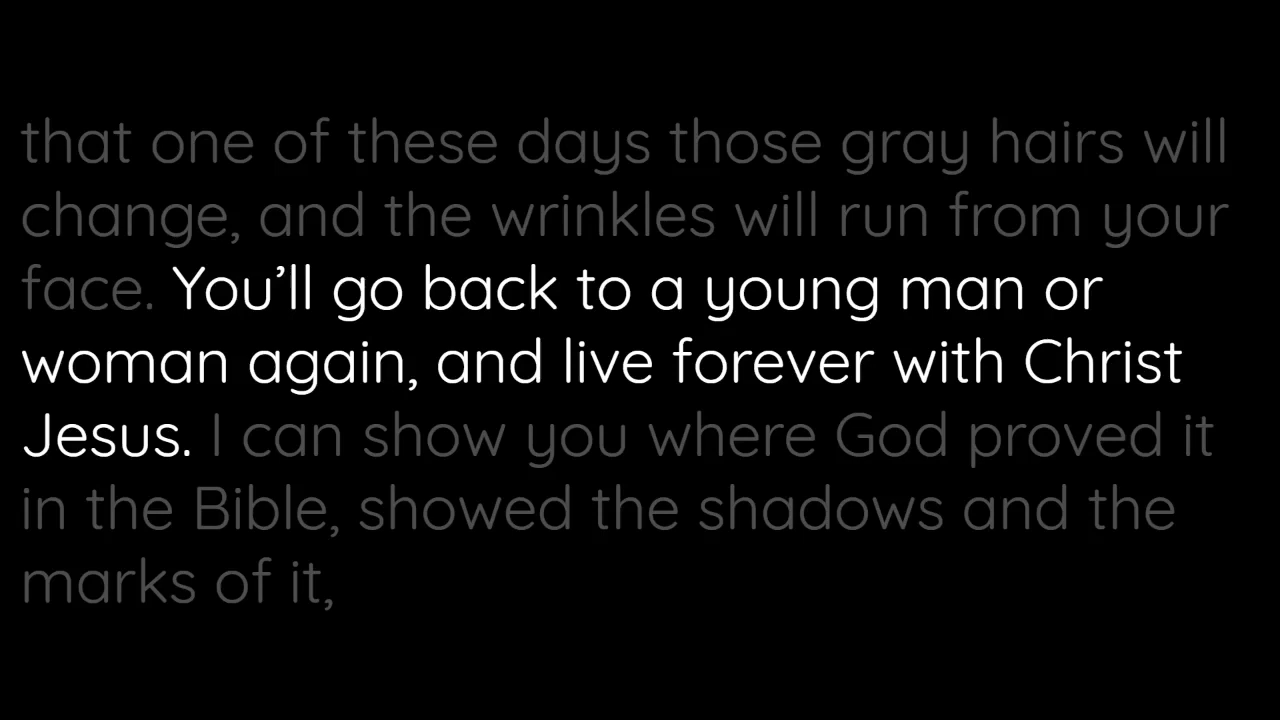 that one of these days those gray hairs will
change, and the wrinkles will run from your
face. You’ll go back to a young man or
woman again, and live forever with Christ
Jesus. I can show you where God proved it
in the Bible, showed the shadows and the
marks of it,